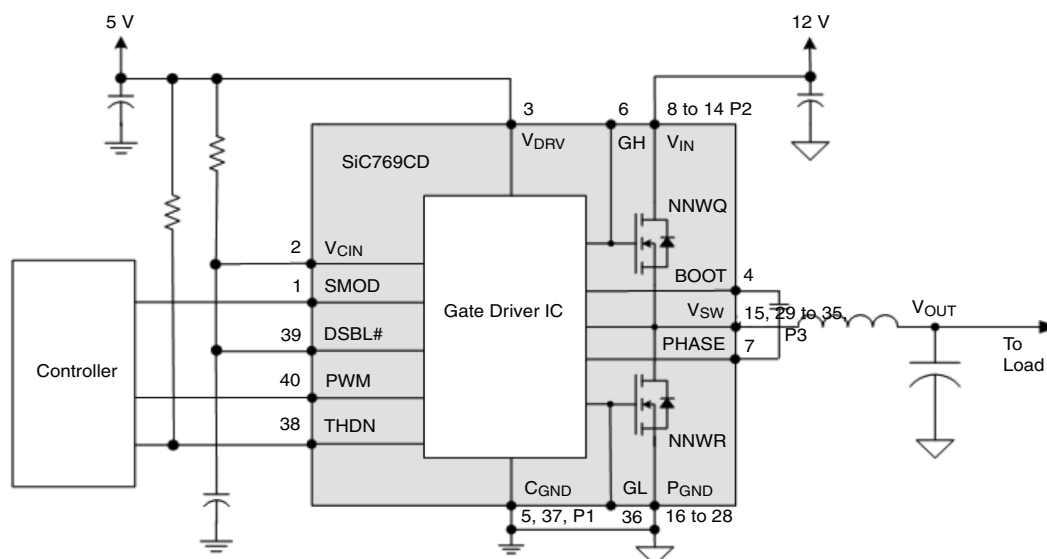 5 V
12 V
3
6
8 to 14 P2
VDRV
GH
VIN
SiC769CD
NNWQ
2
VCIN
BOOT
4
1
SMOD
Gate Driver IC
VSW
15, 29 to 35,
P3
VOUT
39
DSBL#
PHASE
7
To
Load
Controller
40
PWM
38
THDN
NNWR
CGND
GL
PGND
5, 37, P1
36
16 to 28